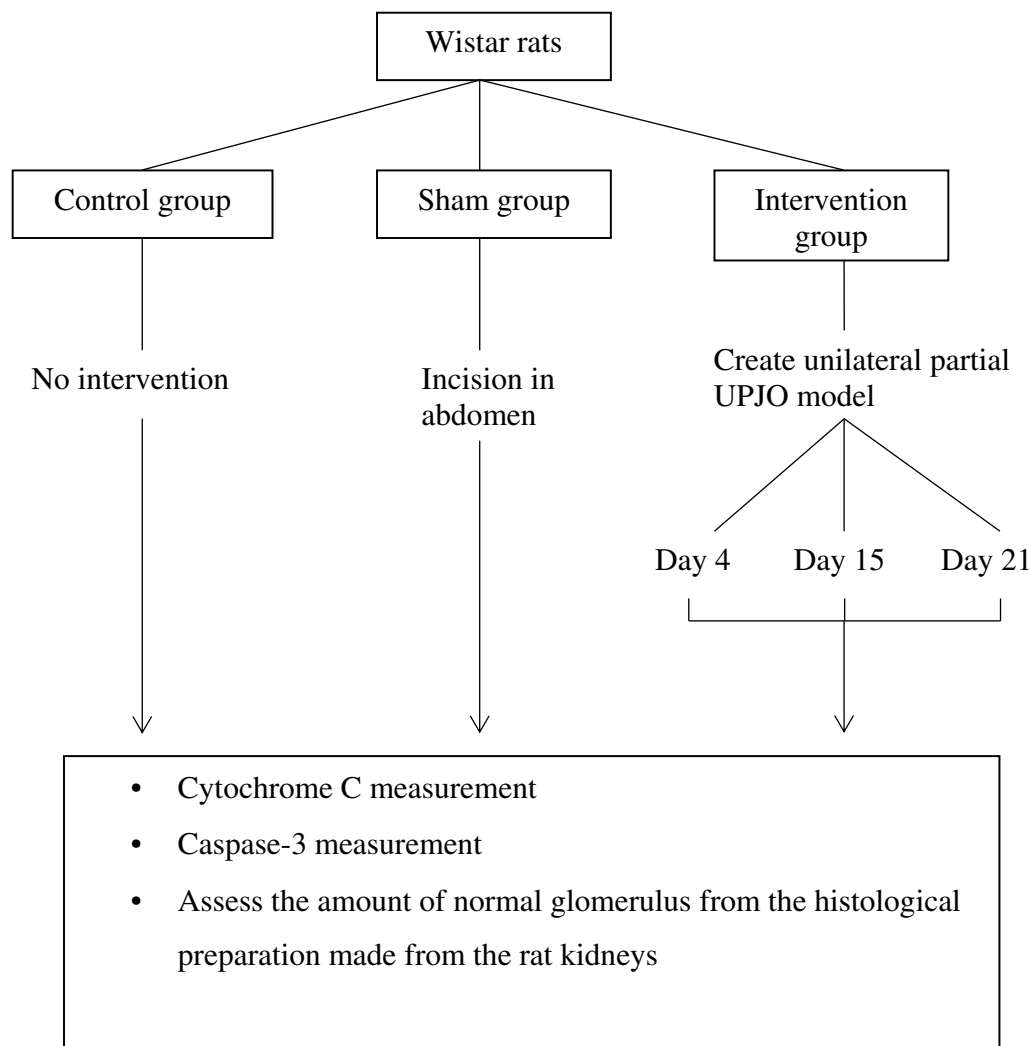 Wistar rats
Control group
Sham group
Intervention
group
No intervention
Incision in
abdomen
Create unilateral partial
UPJO model
Day 4
Day 15
Day 21
• Cytochrome C measurement
• Caspase-3 measurement
• Assess the amount of normal glomerulus from the histological
preparation made from the rat kidneys